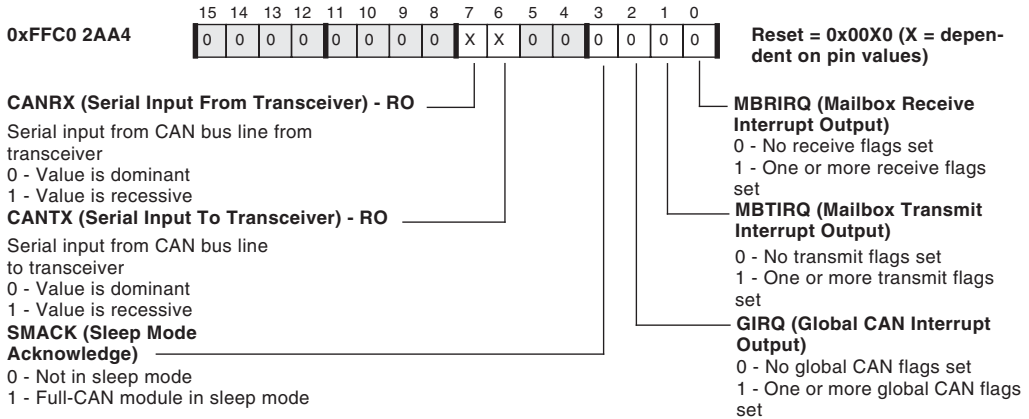 15 14 13 12 11 10 9 8 7 6 5 4 3 2 1 0
0xFFC0 2AA4
0 0 0 0 0 0 0 0 X X 0 0 0 0 0 0
Reset = 0x00X0 (X = depen-
dent on pin values)
CANRX (Serial Input From Transceiver) - RO
Serial input from CAN bus line from
transceiver
0 - Value is dominant
1 - Value is recessive
CANTX (Serial Input To Transceiver) - RO
Serial input from CAN bus line
to transceiver
0 - Value is dominant
1 - Value is recessive
SMACK (Sleep Mode
Acknowledge)
0 - Not in sleep mode
1 - Full-CAN module in sleep mode
MBRIRQ (Mailbox Receive
Interrupt Output)
0 - No receive flags set
1 - One or more receive flags
set
MBTIRQ (Mailbox Transmit
Interrupt Output)
0 - No transmit flags set
1 - One or more transmit flags
set
GIRQ (Global CAN Interrupt
Output)
0 - No global CAN flags set
1 - One or more global CAN flags
set